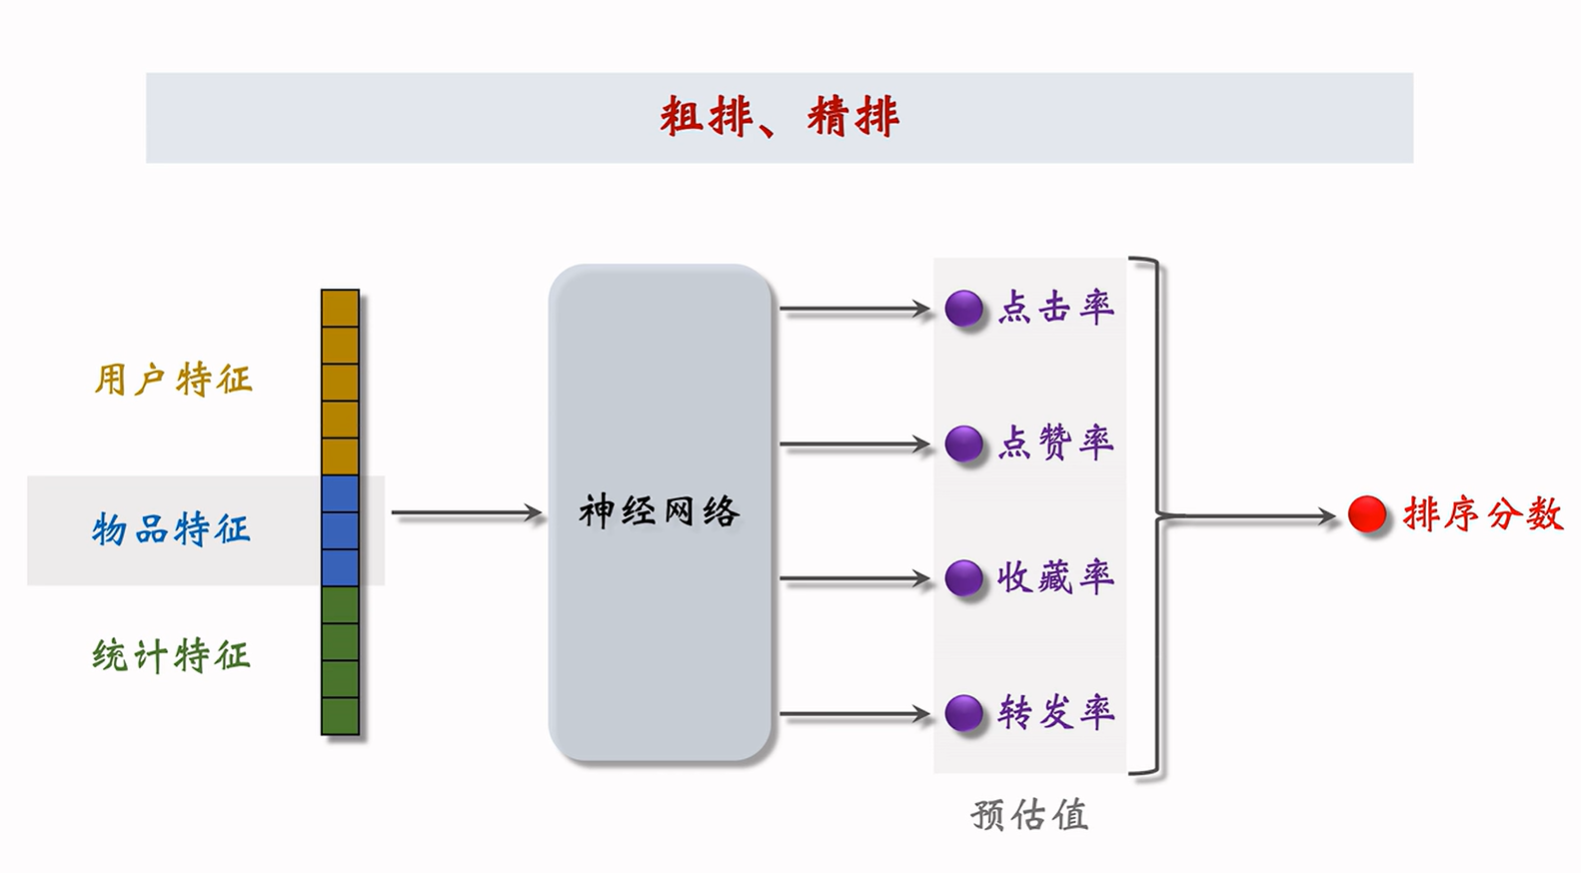 粗排、精排
用户特征
物品特征
统计特征
神经网络
点击率
点赞率
收藏率
转发率
预估值
排序分数